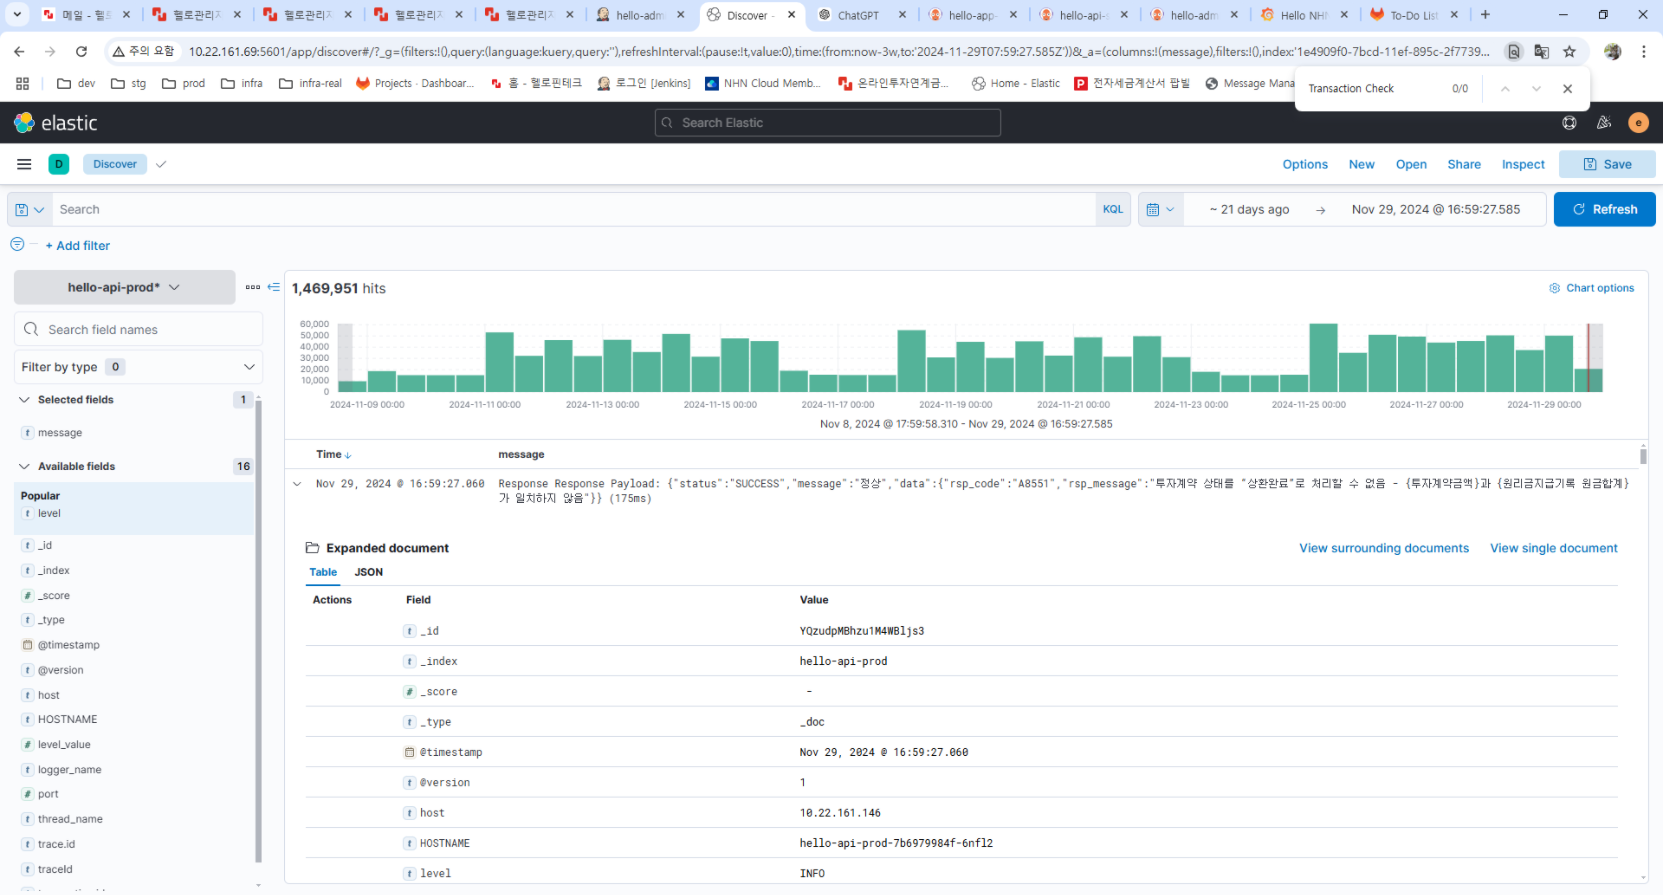 메일 - 헬로
헬로관리지
헬로관리지
헬로관리지
헬로관리지
hello-adm
Discover -
ChatGPT
hello-app-
hello-api-s
hello-adm
Hello NHN
To-Do List
주의 요함
10.22.161.69:5601/app/discover#/?_g=(filters:!(),query:(language:kuery,query:''),refreshInterval:(pause:!t,value:0),time:(from:now-3w,to:'2024-11-29T07:59:27.585Z'))&_a=(columns:!(message),filters:!(),index:'1e4909f0-7bcd-11ef-895c-2f7739...
dev
stg
prod
infra
infra-real
Projects · Dashboar...
홈 - 헬로핀테크
로그인 [Jenkins]
NHN Cloud Memb...
온라인투자연계금...
Home - Elastic
전자세금계산서 팝빌
Message Mana
Transaction Check
0/0
elastic
Search Elastic
e
D
Discover
Options
New
Open
Share
Inspect
Save
Search
KQL
~ 21 days ago
→
Nov 29, 2024 @ 16:59:27.585
Refresh
+ Add filter
hello-api-prod*
Search field names
Filter by type 0
Selected fields 1
t message
Available fields 16
Popular
t level
t _id
t _index
# _score
t _type
@timestamp
t @version
t host
t HOSTNAME
# level_value
t logger_name
# port
t thread_name
t trace.id
t traceId
1,469,951 hits
Chart options
60,000
50,000
40,000
30,000
20,000
10,000
0
2024-11-09 00:00
2024-11-11 00:00
2024-11-13 00:00
2024-11-15 00:00
2024-11-17 00:00
2024-11-19 00:00
2024-11-21 00:00
2024-11-23 00:00
2024-11-25 00:00
2024-11-27 00:00
2024-11-29 00:00
Nov 8, 2024 @ 17:59:58.310 - Nov 29, 2024 @ 16:59:27.585
Time ↓
message
Nov 29, 2024 @ 16:59:27.060
Response Response Payload: {"status":"SUCCESS","message":"정상","data":{"rsp_code":"A8551","rsp_message":"투자계약 상태를 "상환완료"로 처리할 수 없음 - {투자계약금액}과 {원리금지급기록 원금합계}
가 일치하지 않음"}} (175ms)
Expanded document
View surrounding documents
View single document
Table
JSON
Actions
Field
Value
t _id
YQzudpMBhzu1M4WBljs3
t _index
hello-api-prod
# _score
-
t _type
_doc
@timestamp
Nov 29, 2024 @ 16:59:27.060
t @version
1
t host
10.22.161.146
t HOSTNAME
hello-api-prod-7b6979984f-6nfl2
t level
INFO